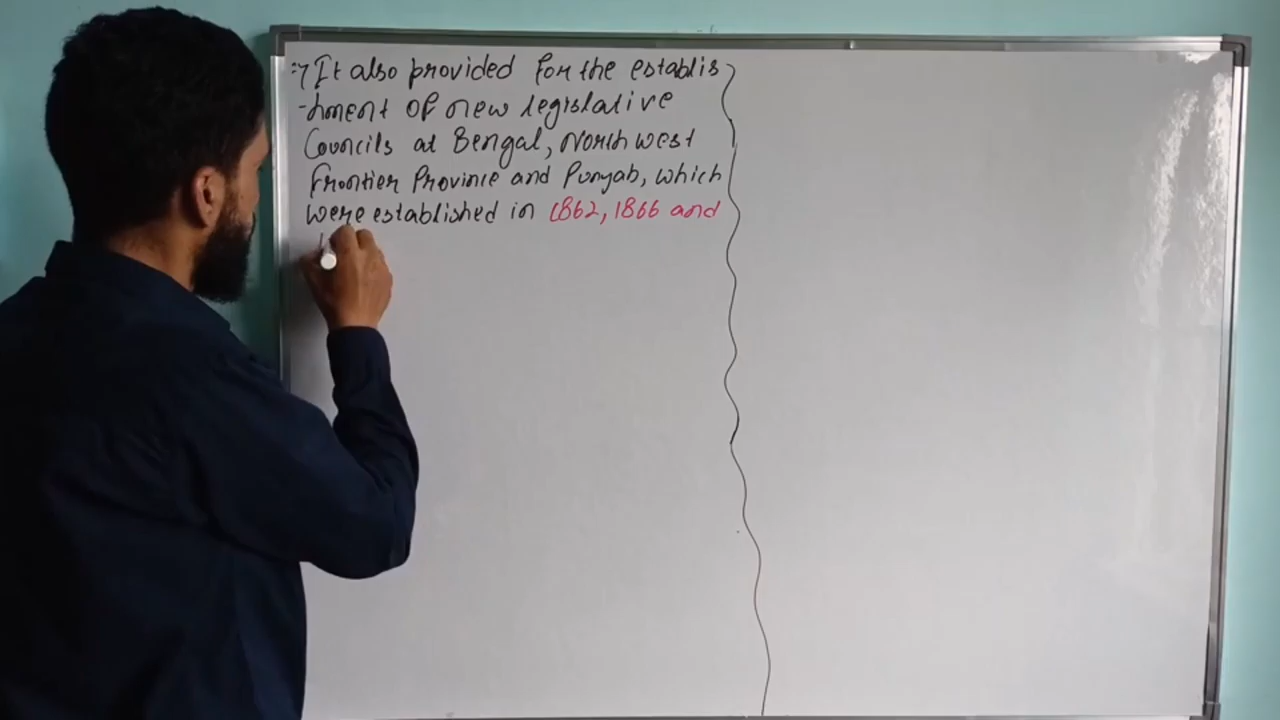 :-> It also provided for the establis
-hment of new legislative
Councils at Bengal, North west
Frontier Province and Punjab, which
were established in 1862, 1866 and